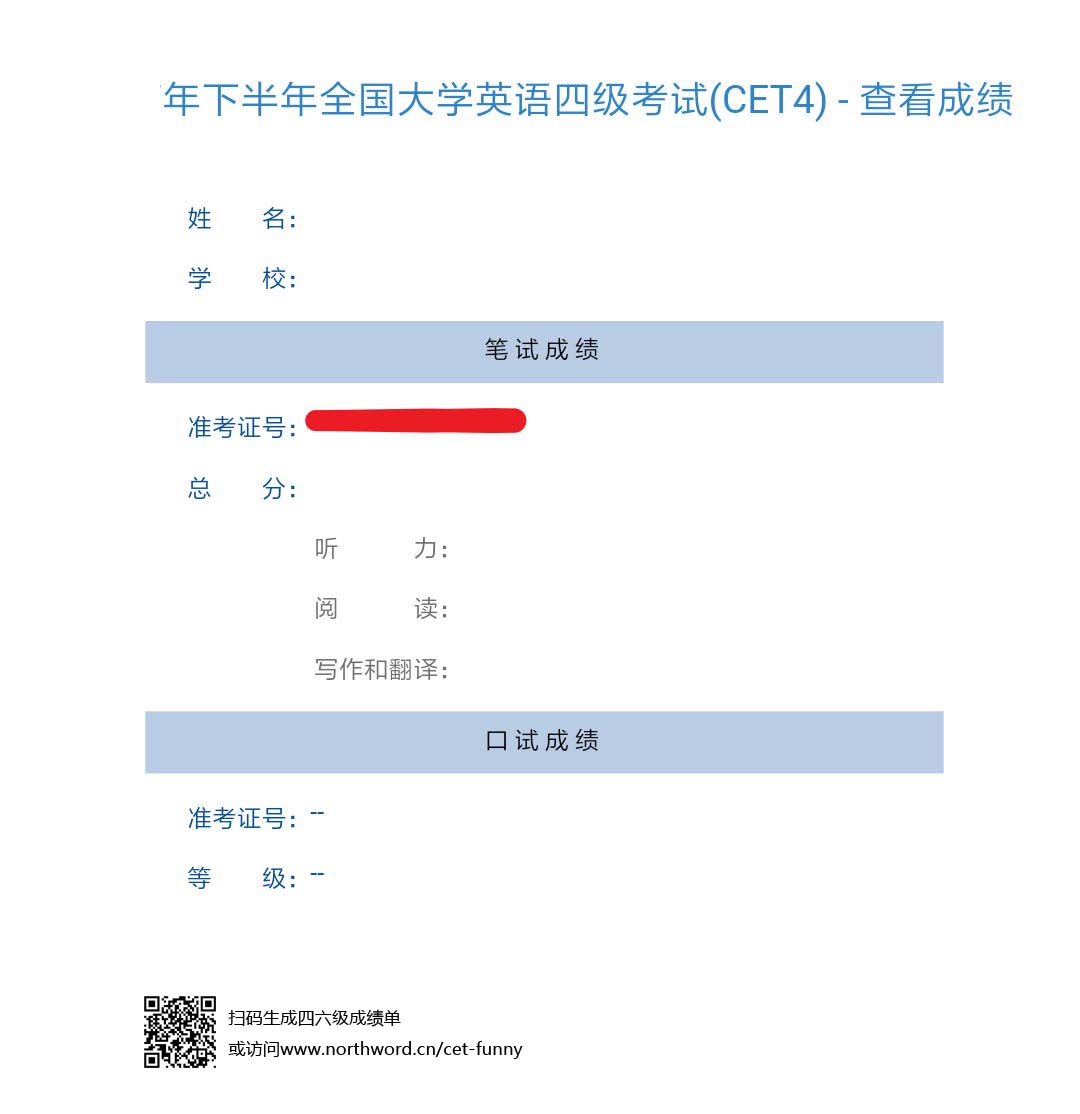 年下半年全国大学英语四级考试(CET4) - 查看成绩
姓 名:
学 校:
笔试成绩
准考证号:
总 分:
听 力:
阅 读:
写作和翻译:
口试成绩
准考证号: --
等 级: --
扫码生成四六级成绩单
或访问www.northword.cn/cet-funny